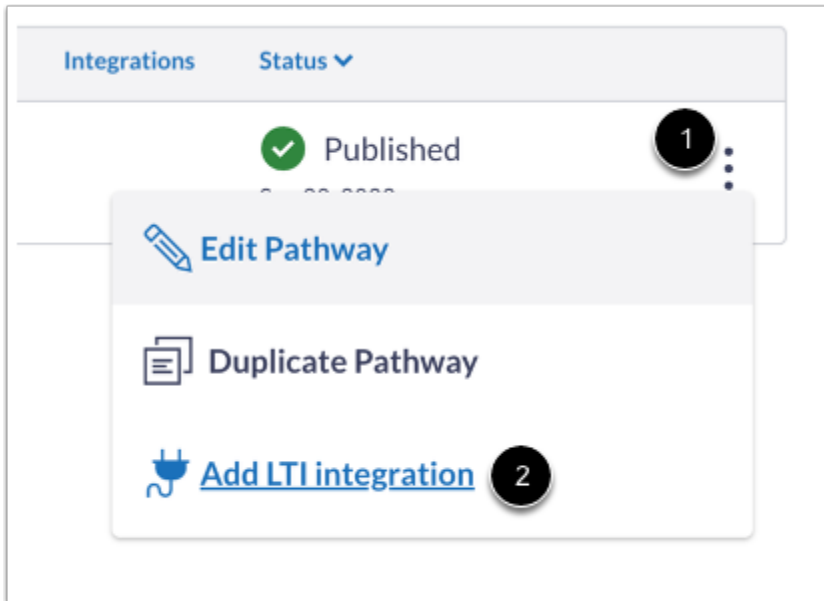 Integrations Status
Published 1
Edit Pathway
Duplicate Pathway
Add LTI integration 2